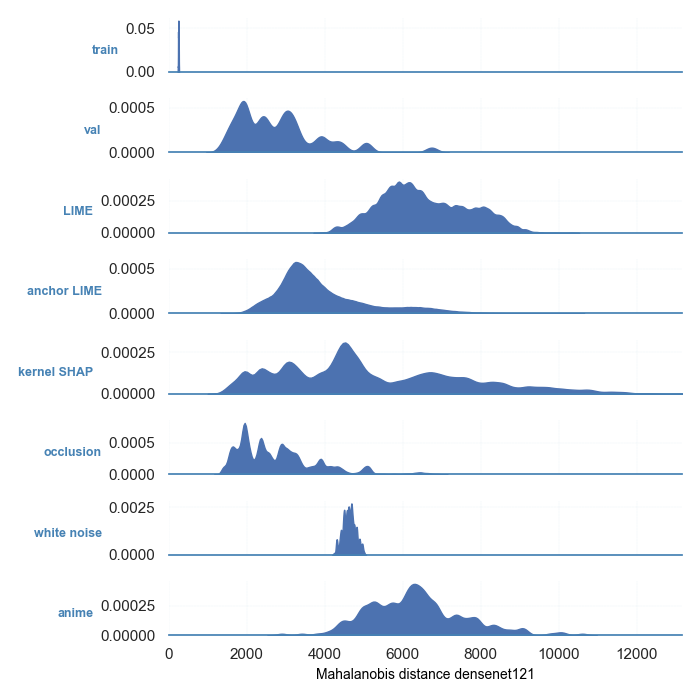 0.05
train
0.00
0.0005
val
0.0000
0.00025
LIME
0.00000
0.0005
anchor LIME
0.0000
0.00025
kernel SHAP
0.00000
0.0005
occlusion
0.0000
0.0025
white noise
0.0000
0.00025
anime
0.00000
0 2000 4000 6000 8000 10000 12000
Mahalanobis distance densenet121